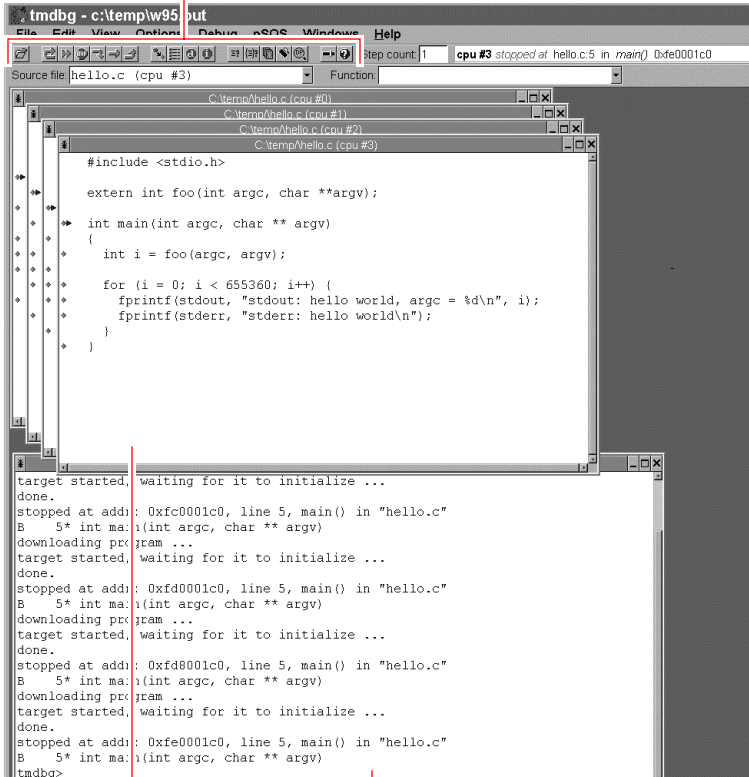 tmdbg - c:\temp\w95.out
File Edit View Options Debug pSOS Windows Help
Step count: 1 cpu #3 stopped at hello.c:5 in main() 0xfe0001c0
Source file: hello.c (cpu #3) Function:
C:\temp/\hello.c (cpu #0)
C:\temp/\hello.c (cpu #1)
C:\temp/\hello.c (cpu #2)
C:\temp/\hello.c (cpu #3)
#include <stdio.h>
extern int foo(int argc, char **argv);
int main(int argc, char ** argv)
{
int i = foo(argc, argv);
for (i = 0; i < 655360; i++) {
fprintf(stdout, "stdout: hello world, argc = %d\n", i);
fprintf(stderr, "stderr: hello world\n");
}
}
target started, waiting for it to initialize ...
done.
stopped at addr: 0xfc0001c0, line 5, main() in "hello.c"
B 5* int main(int argc, char ** argv)
downloading program ...
target started, waiting for it to initialize ...
done.
stopped at addr: 0xfd0001c0, line 5, main() in "hello.c"
B 5* int main(int argc, char ** argv)
downloading program ...
target started, waiting for it to initialize ...
done.
stopped at addr: 0xfd8001c0, line 5, main() in "hello.c"
B 5* int main(int argc, char ** argv)
downloading program ...
target started, waiting for it to initialize ...
done.
stopped at addr: 0xfe0001c0, line 5, main() in "hello.c"
B 5* int main(int argc, char ** argv)
tmdbg>